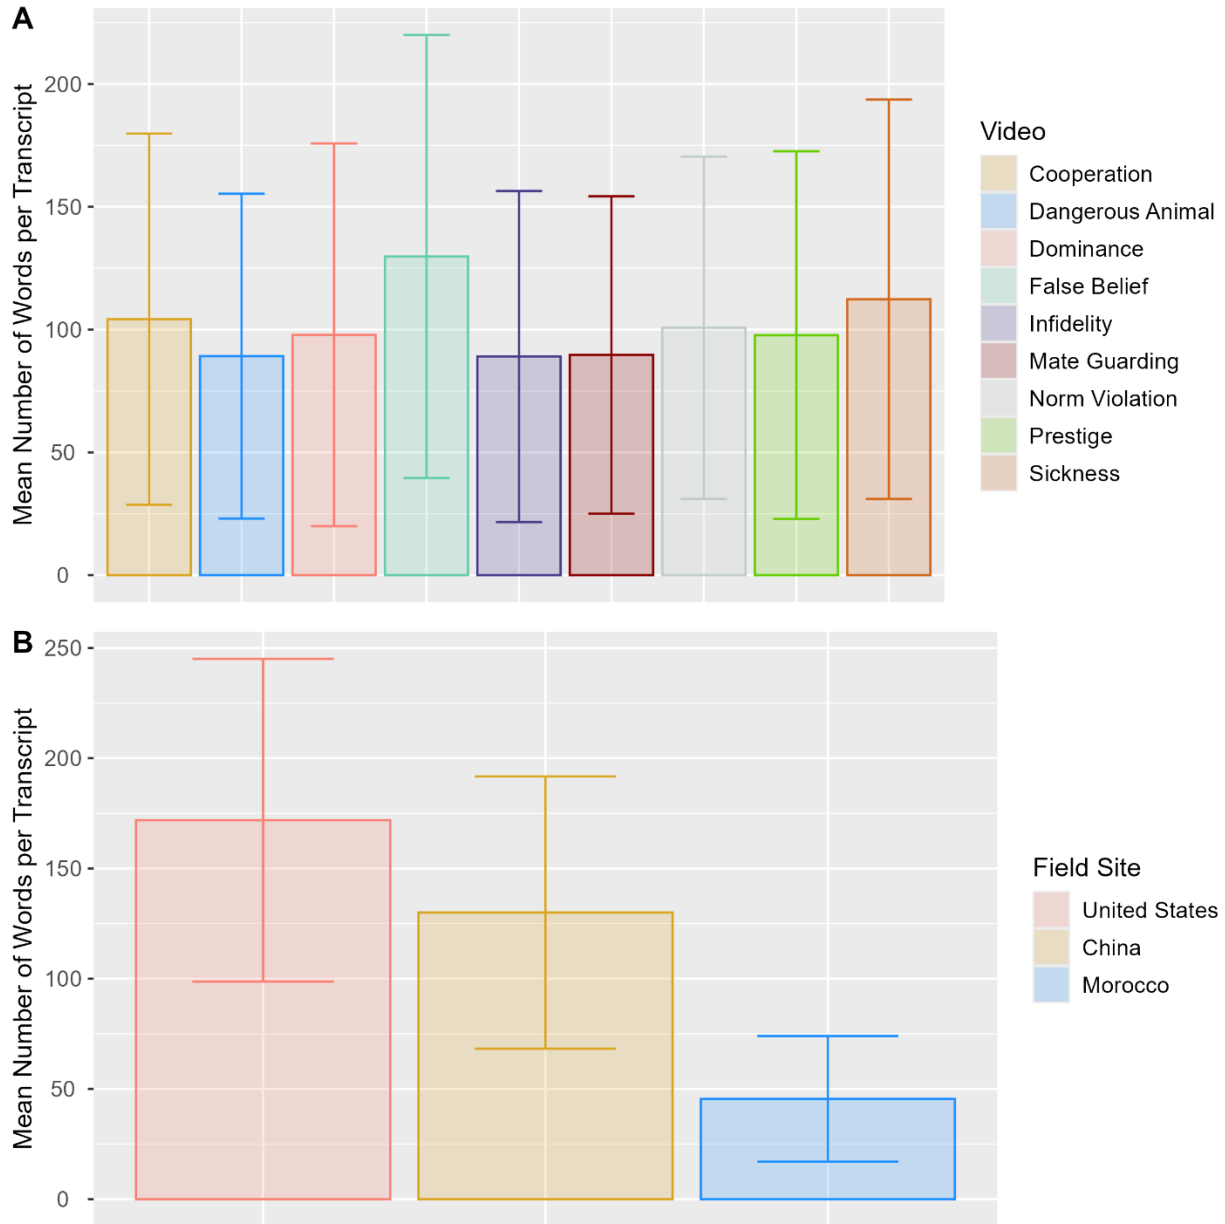 A
Mean Number of Words per Transcript
200
150
100
50
0
Video
Cooperation
Dangerous Animal
Dominance
False Belief
Infidelity
Mate Guarding
Norm Violation
Prestige
Sickness
B
Mean Number of Words per Transcript
250
200
150
100
50
0
Field Site
United States
China
Morocco